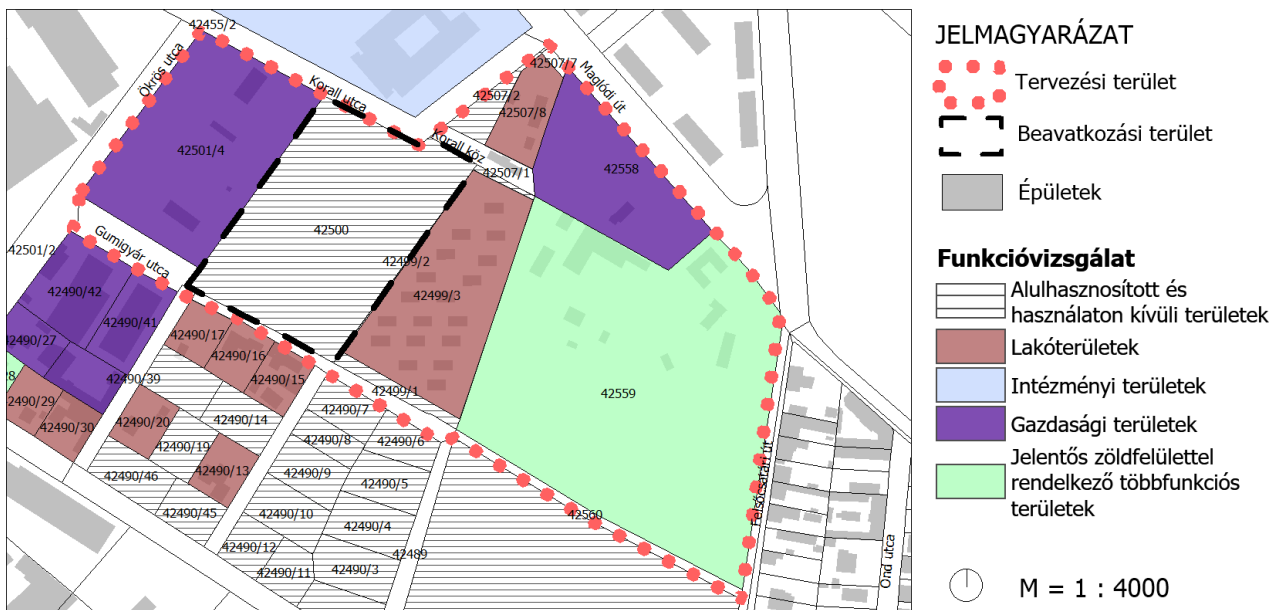 42455/2
Ökrös utca
Korall utca
42507/7
Maglódi út
42507/2
42507/8
42501/4
Korall köz
42507/1
42558
42500
42501/2
Gumigyár utca
42499/2
42499/3
42490/42
42490/41
42490/27
42490/17
42490/16
42490/15
42490/39
28
42490/29
42490/30
42490/20
42490/14
42490/19
42490/13
42490/46
42490/45
42499/1
42490/7
42490/8
42490/6
42490/9
42490/5
42490/10
42490/4
42490/12
42490/11
42490/3
42489
42560
42559
Felsőcsatári út
Ond utca
JELMAGYARÁZAT
Tervezési terület
Beavatkozási terület
Épületek
Funkcióvizsgálat
Alulhasznosított és
használaton kívüli területek
Lakóterületek
Intézményi területek
Gazdasági területek
Jelentős zöldfelülettel
rendelkező többfunkciós
területek
M = 1 : 4000